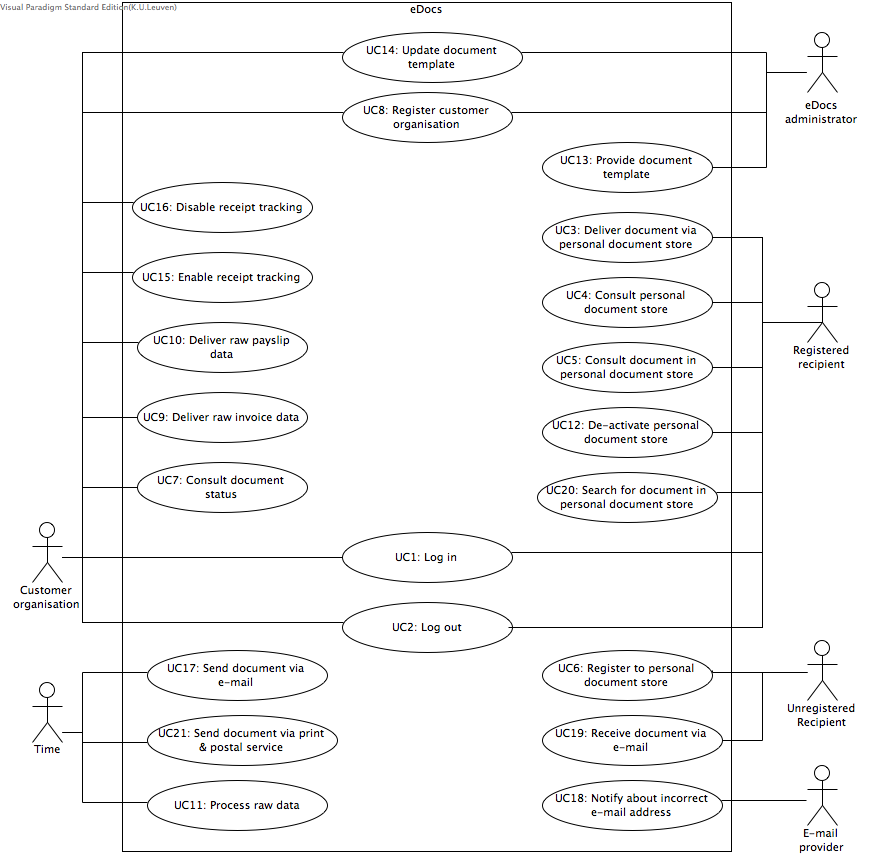 Visual Paradigm Standard Edition(K.U.Leuven)
eDocs
UC14: Update document
template
UC8: Register customer
organisation
eDocs
administrator
UC13: Provide document
template
UC16: Disable receipt tracking
UC3: Deliver document via
personal document store
UC15: Enable receipt tracking
UC4: Consult personal
document store
UC10: Deliver raw payslip
data
Registered
recipient
UC5: Consult document in
personal document store
UC9: Deliver raw invoice data
UC12: De-activate personal
document store
UC7: Consult document
status
UC20: Search for document in
personal document store
UC1: Log in
Customer
organisation
UC2: Log out
UC17: Send document via
e-mail
UC6: Register to personal
document store
Unregistered
Recipient
UC21: Send document via print
& postal service
UC19: Receive document via
e-mail
Time
UC11: Process raw data
UC18: Notify about incorrect
e-mail address
E-mail
provider